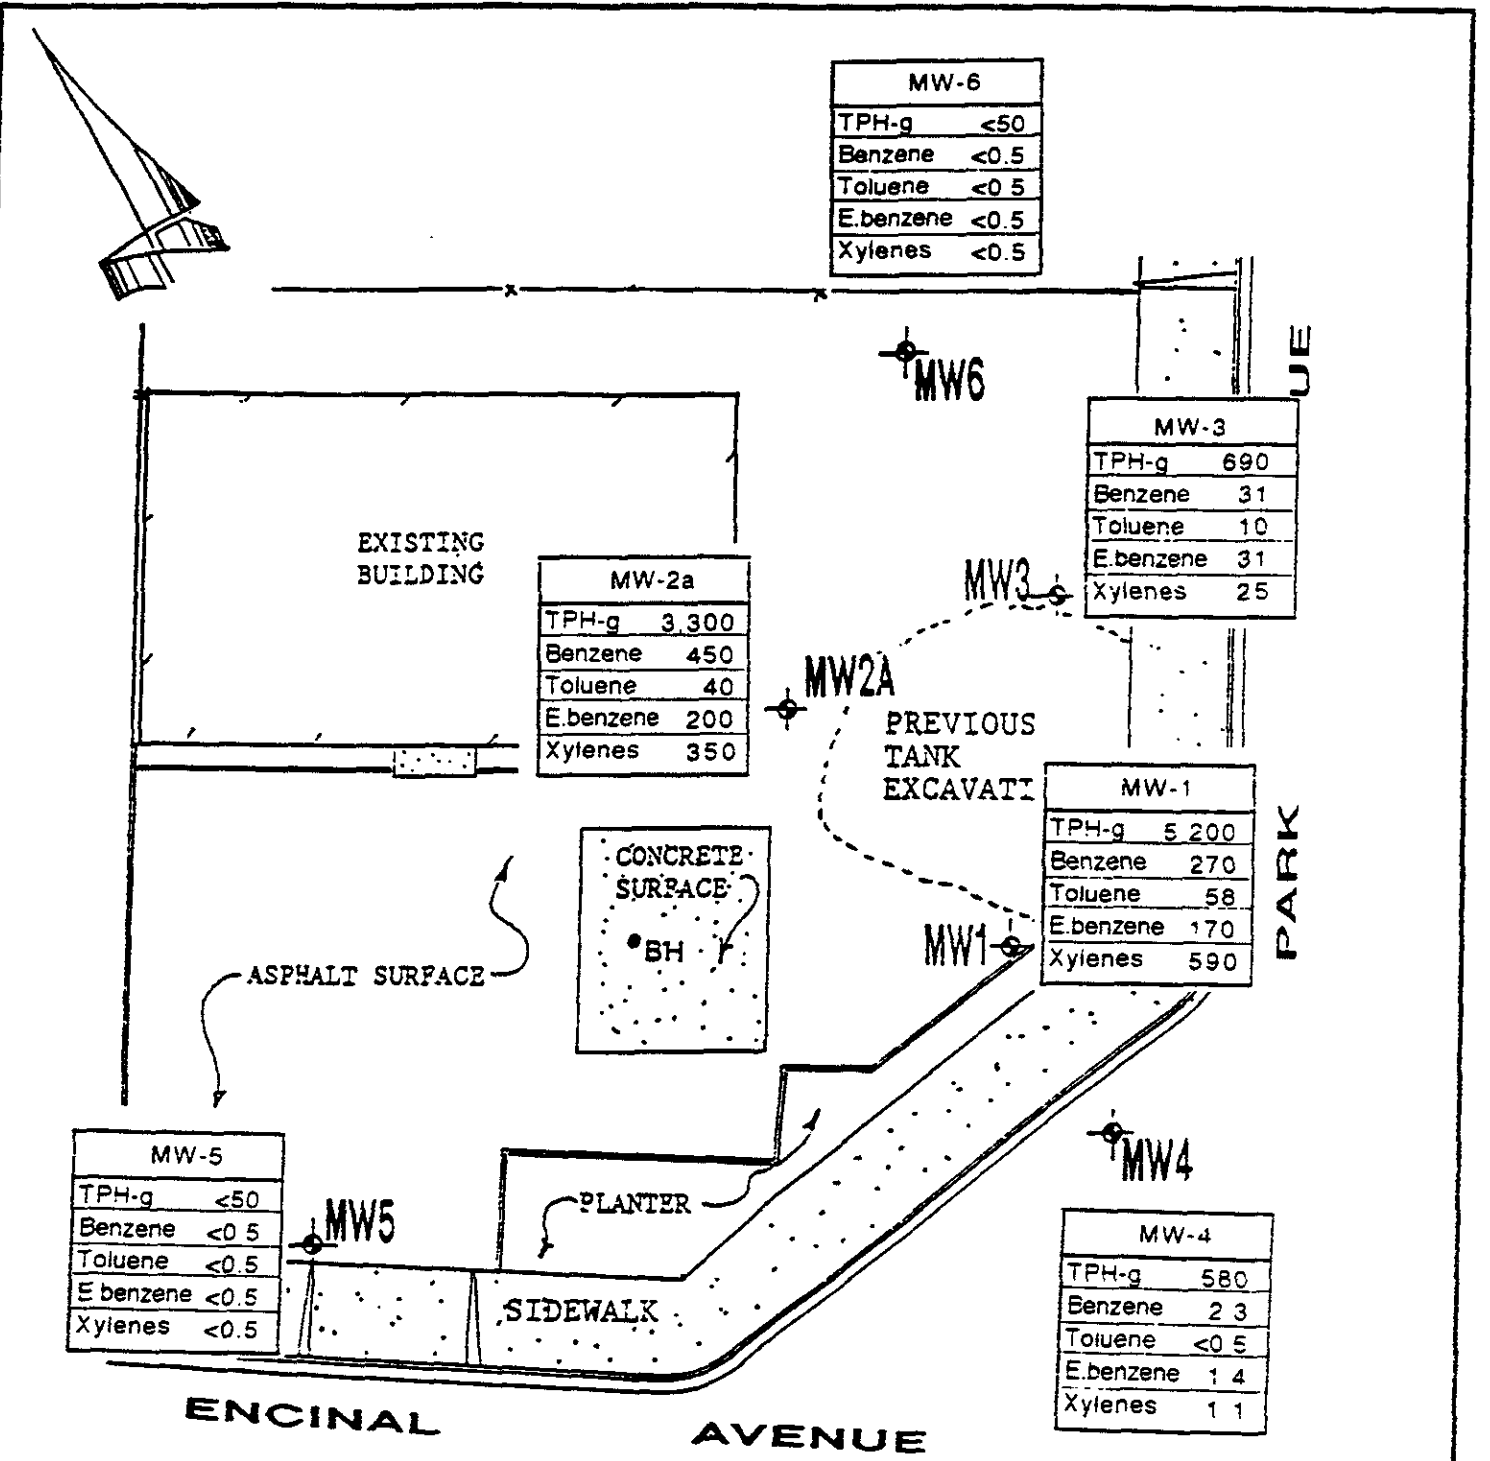 MW-6
TPH-g <50
Benzene <0.5
Toluene <0 5
E.benzene <0.5
Xylenes <0.5
MW6
UE
MW-3
TPH-g 690
Benzene 31
Toluene 10
E.benzene 31
Xylenes 25
MW3
EXISTING
BUILDING
MW-2a
TPH-g 3,300
Benzene 450
Toluene 40
E.benzene 200
Xylenes 350
MW2A
PREVIOUS
TANK
EXCAVATI
MW-1
TPH-g 5 200
Benzene 270
Toluene 58
E.benzene 170
Xylenes 590
PARK
CONCRETE
SURFACE
BH
MW1
ASPHALT SURFACE
MW4
MW-5
TPH-g <50
Benzene <0 5
Toluene <0.5
E benzene <0.5
Xylenes <0.5
MW5
PLANTER
SIDEWALK
MW-4
TPH-g 580
Benzene 2 3
Toluene <0 5
E.benzene 1 4
Xylenes 1 1
ENCINAL AVENUE